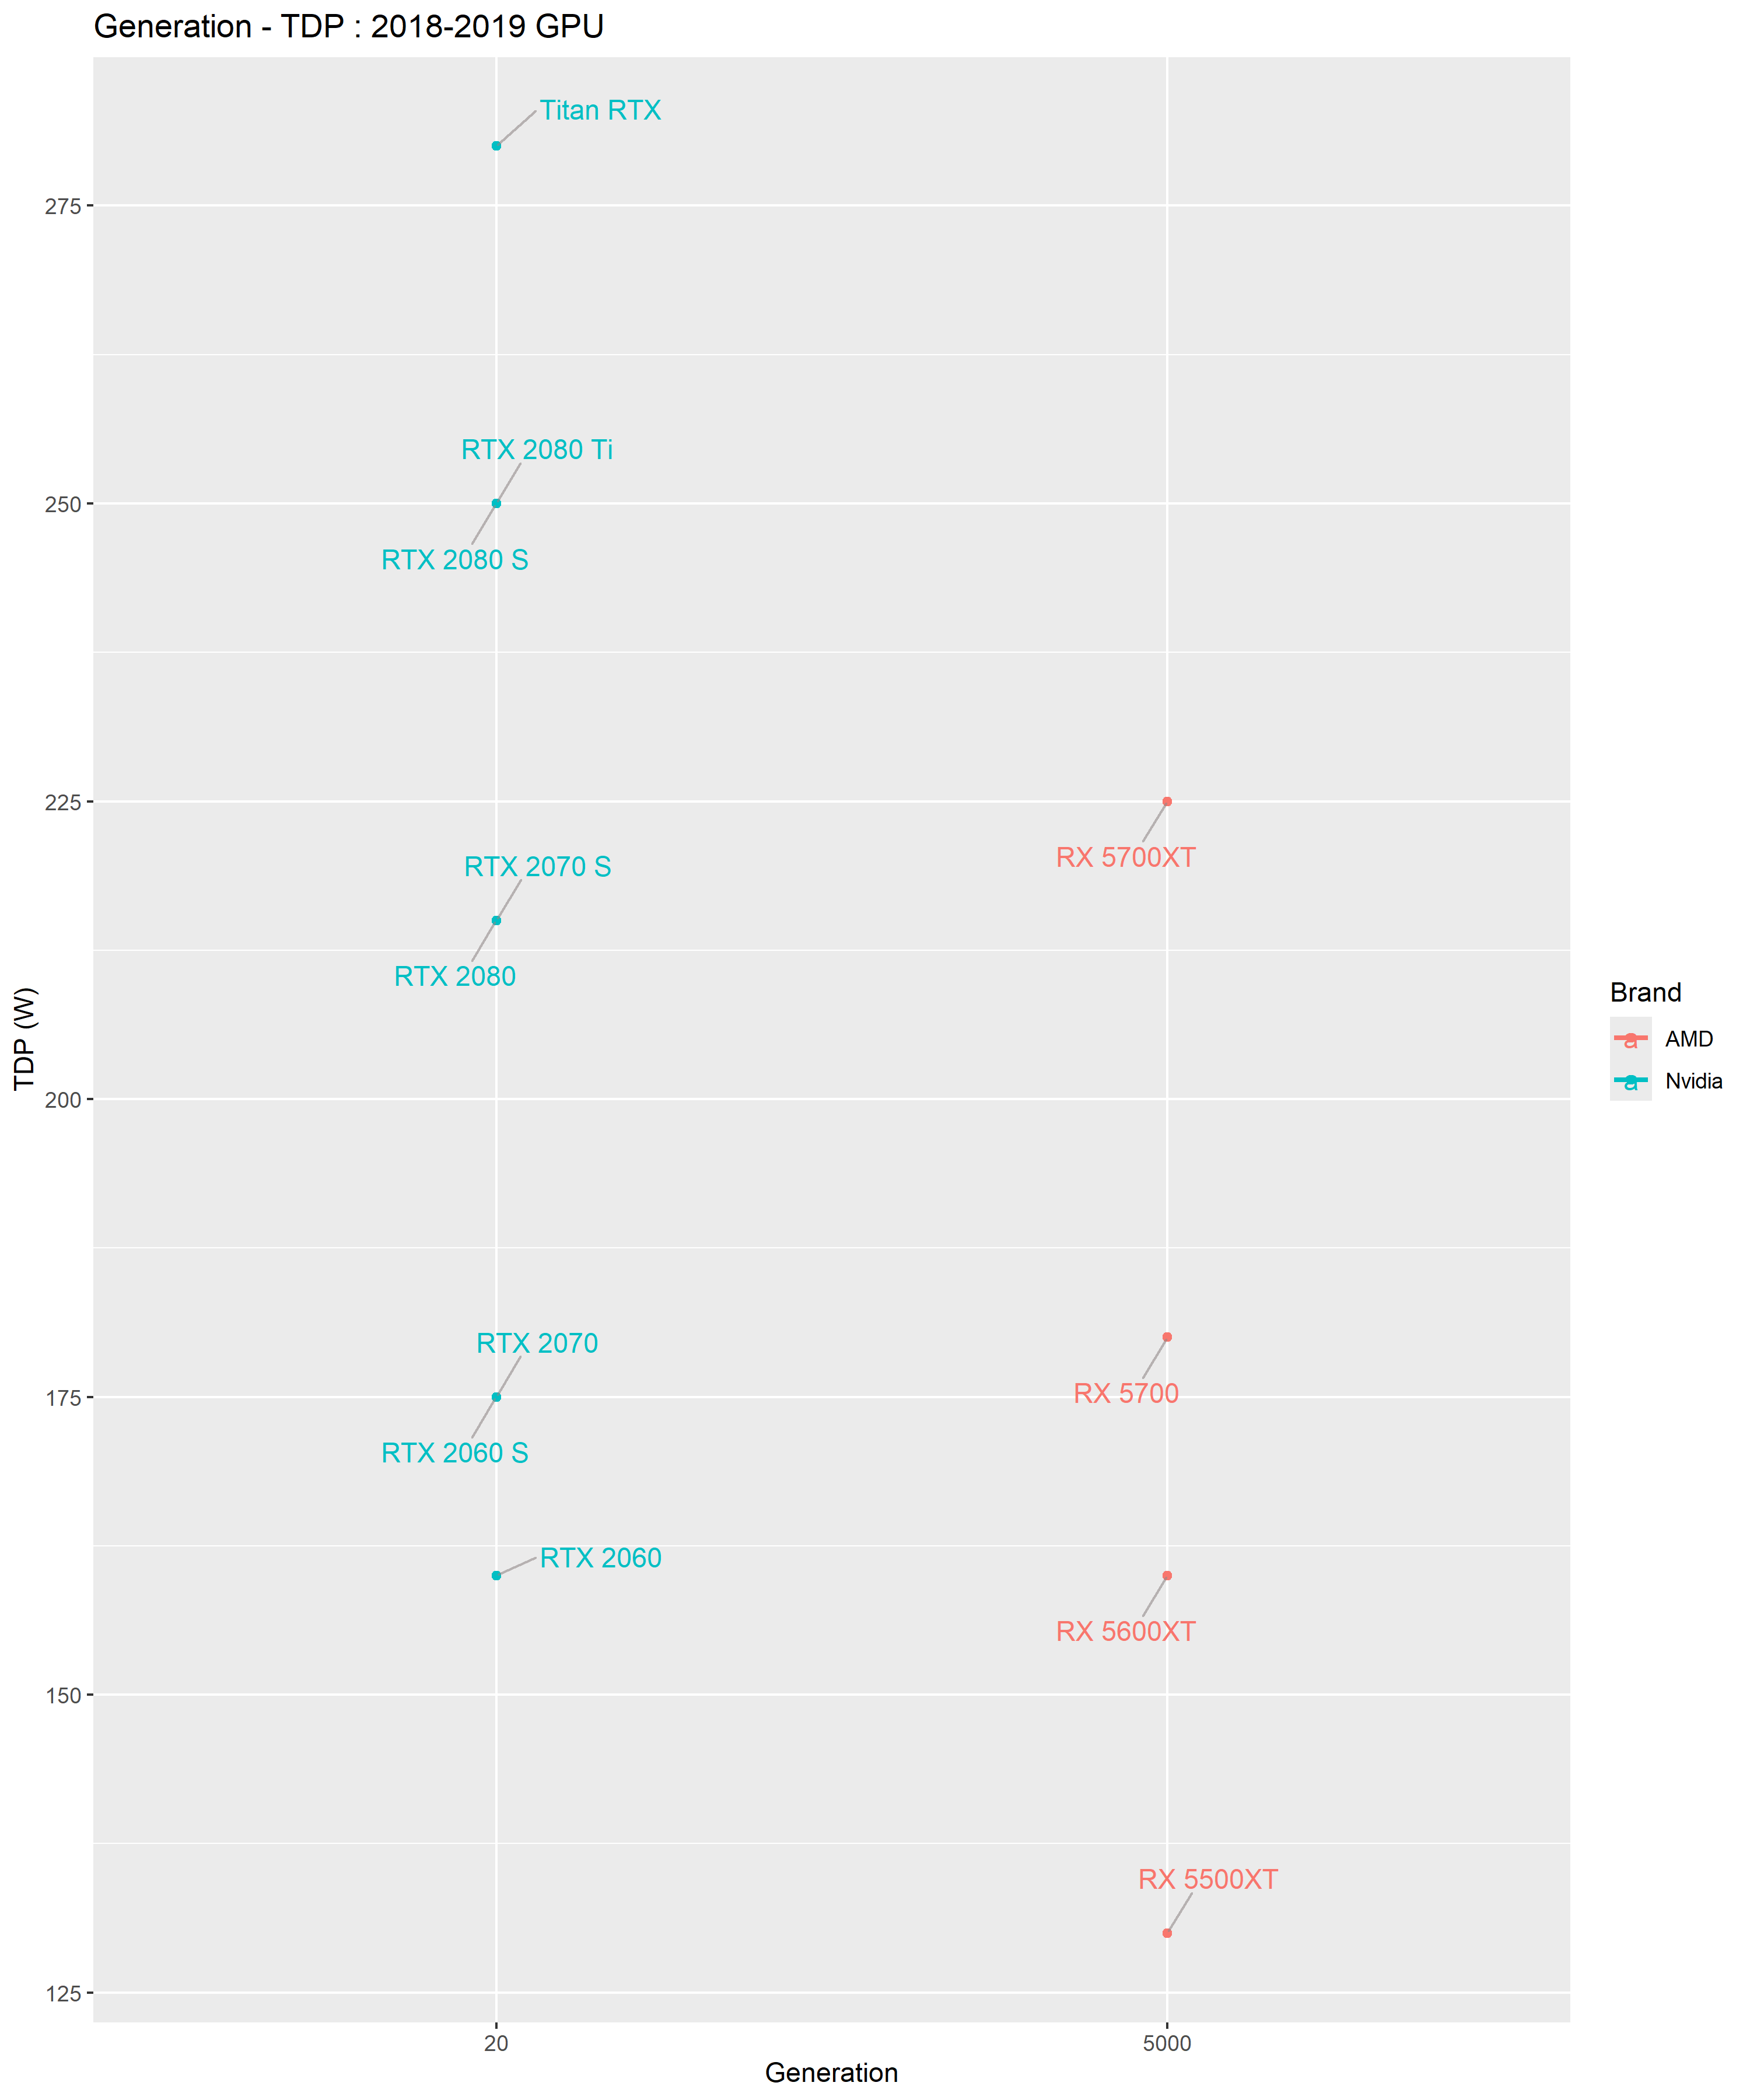 Generation - TDP : 2018-2019 GPU
Titan RTX
275
RTX 2080 Ti
250
RTX 2080 S
225
RX 5700XT
RTX 2070 S
RTX 2080
TDP (W)
Brand
a AMD
a Nvidia
200
RTX 2070
175
RX 5700
RTX 2060 S
RTX 2060
RX 5600XT
150
RX 5500XT
125
20
5000
Generation